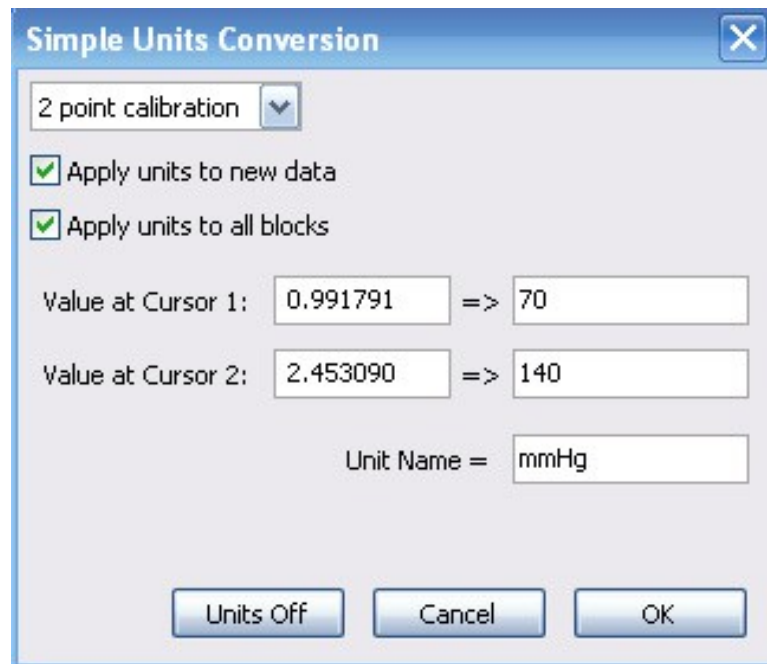 Simple Units Conversion
2 point calibration
Apply units to new data
Apply units to all blocks
Value at Cursor 1: 0.991791 => 70
Value at Cursor 2: 2.453090 => 140
Unit Name = mmHg
Units Off Cancel OK